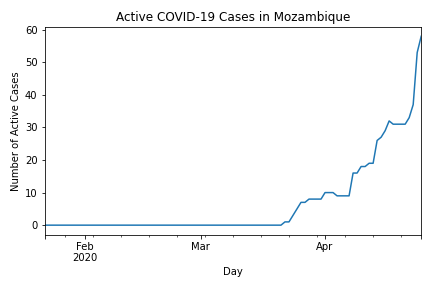 Active COVID-19 Cases in Mozambique
60
50
40
30
20
10
0
Number of Active Cases
Feb
2020
Mar
Apr
Day